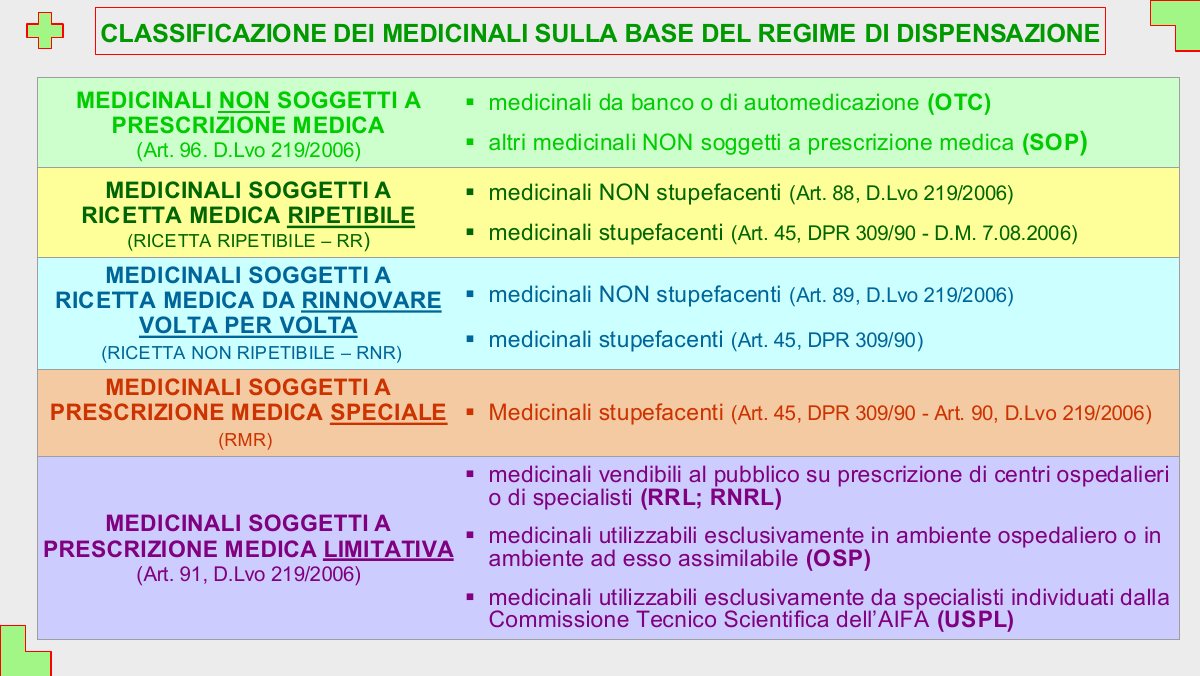 CLASSIFICAZIONE DEI MEDICINALI SULLA BASE DEL REGIME DI DISPENSAZIONE
MEDICINALI NON SOGGETTI A
PRESCRIZIONE MEDICA
(Art. 96. D.Lvo 219/2006)
▪ medicinali da banco o di automedicazione (OTC)
▪ altri medicinali NON soggetti a prescrizione medica (SOP)
MEDICINALI SOGGETTI A
RICETTA MEDICA RIPETIBILE
(RICETTA RIPETIBILE – RR)
▪ medicinali NON stupefacenti (Art. 88, D.Lvo 219/2006)
▪ medicinali stupefacenti (Art. 45, DPR 309/90 - D.M. 7.08.2006)
MEDICINALI SOGGETTI A
RICETTA MEDICA DA RINNOVARE
VOLTA PER VOLTA
(RICETTA NON RIPETIBILE – RNR)
▪ medicinali NON stupefacenti (Art. 89, D.Lvo 219/2006)
▪ medicinali stupefacenti (Art. 45, DPR 309/90)
MEDICINALI SOGGETTI A
PRESCRIZIONE MEDICA SPECIALE
(RMR)
▪ Medicinali stupefacenti (Art. 45, DPR 309/90 - Art. 90, D.Lvo 219/2006)
MEDICINALI SOGGETTI A
PRESCRIZIONE MEDICA LIMITATIVA
(Art. 91, D.Lvo 219/2006)
▪ medicinali vendibili al pubblico su prescrizione di centri ospedalieri
o di specialisti (RRL; RNRL)
▪ medicinali utilizzabili esclusivamente in ambiente ospedaliero o in
ambiente ad esso assimilabile (OSP)
▪ medicinali utilizzabili esclusivamente da specialisti individuati dalla
Commissione Tecnico Scientifica dell’AIFA (USPL)